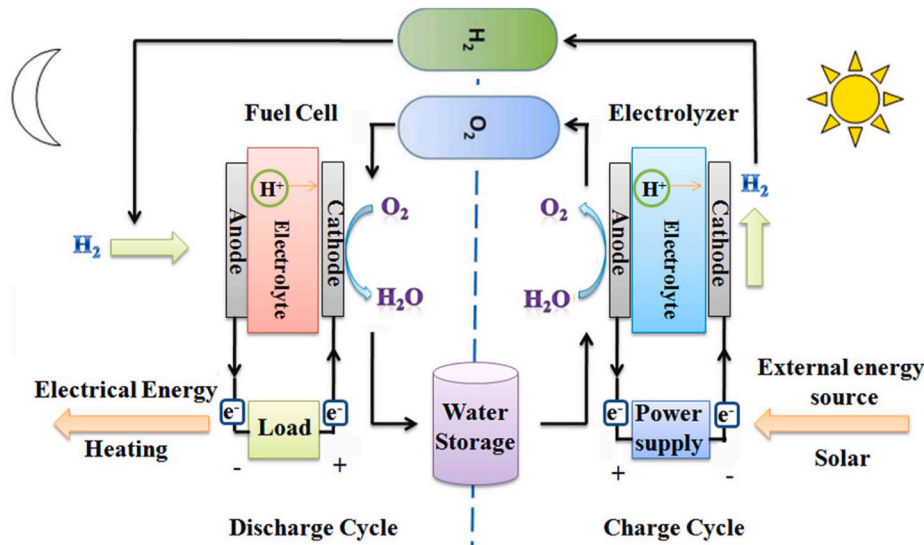 H₂
Fuel Cell
O₂
Electrolyzer
H⁺
Anode
Electrolyte
Cathode
O₂
H₂
H₂O
H⁺
Anode
Electrolyte
Cathode
O₂
H₂
H₂O
Electrical Energy
Heating
e⁻
Load
e⁻
-
+
Water
Storage
e⁻
Power
supply
e⁻
+
-
External energy
source
Solar
Discharge Cycle
Charge Cycle